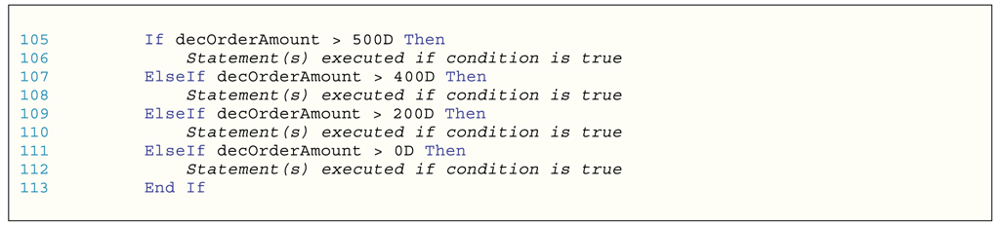 105 If decOrderAmount > 500D Then
106 Statement(s) executed if condition is true
107 ElseIf decOrderAmount > 400D Then
108 Statement(s) executed if condition is true
109 ElseIf decOrderAmount > 200D Then
110 Statement(s) executed if condition is true
111 ElseIf decOrderAmount > 0D Then
112 Statement(s) executed if condition is true
113 End If